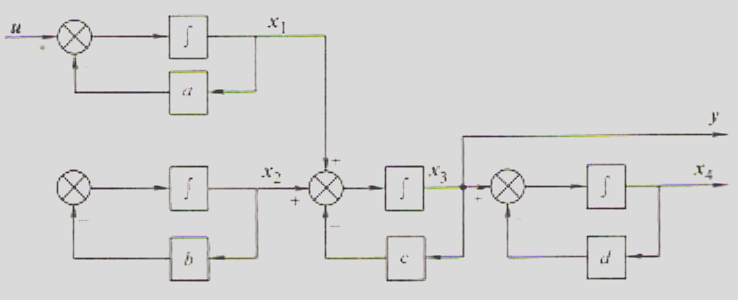 u
∫
x₁
a
y
∫
x₂
∫
x₃
∫
x₄
b
c
d